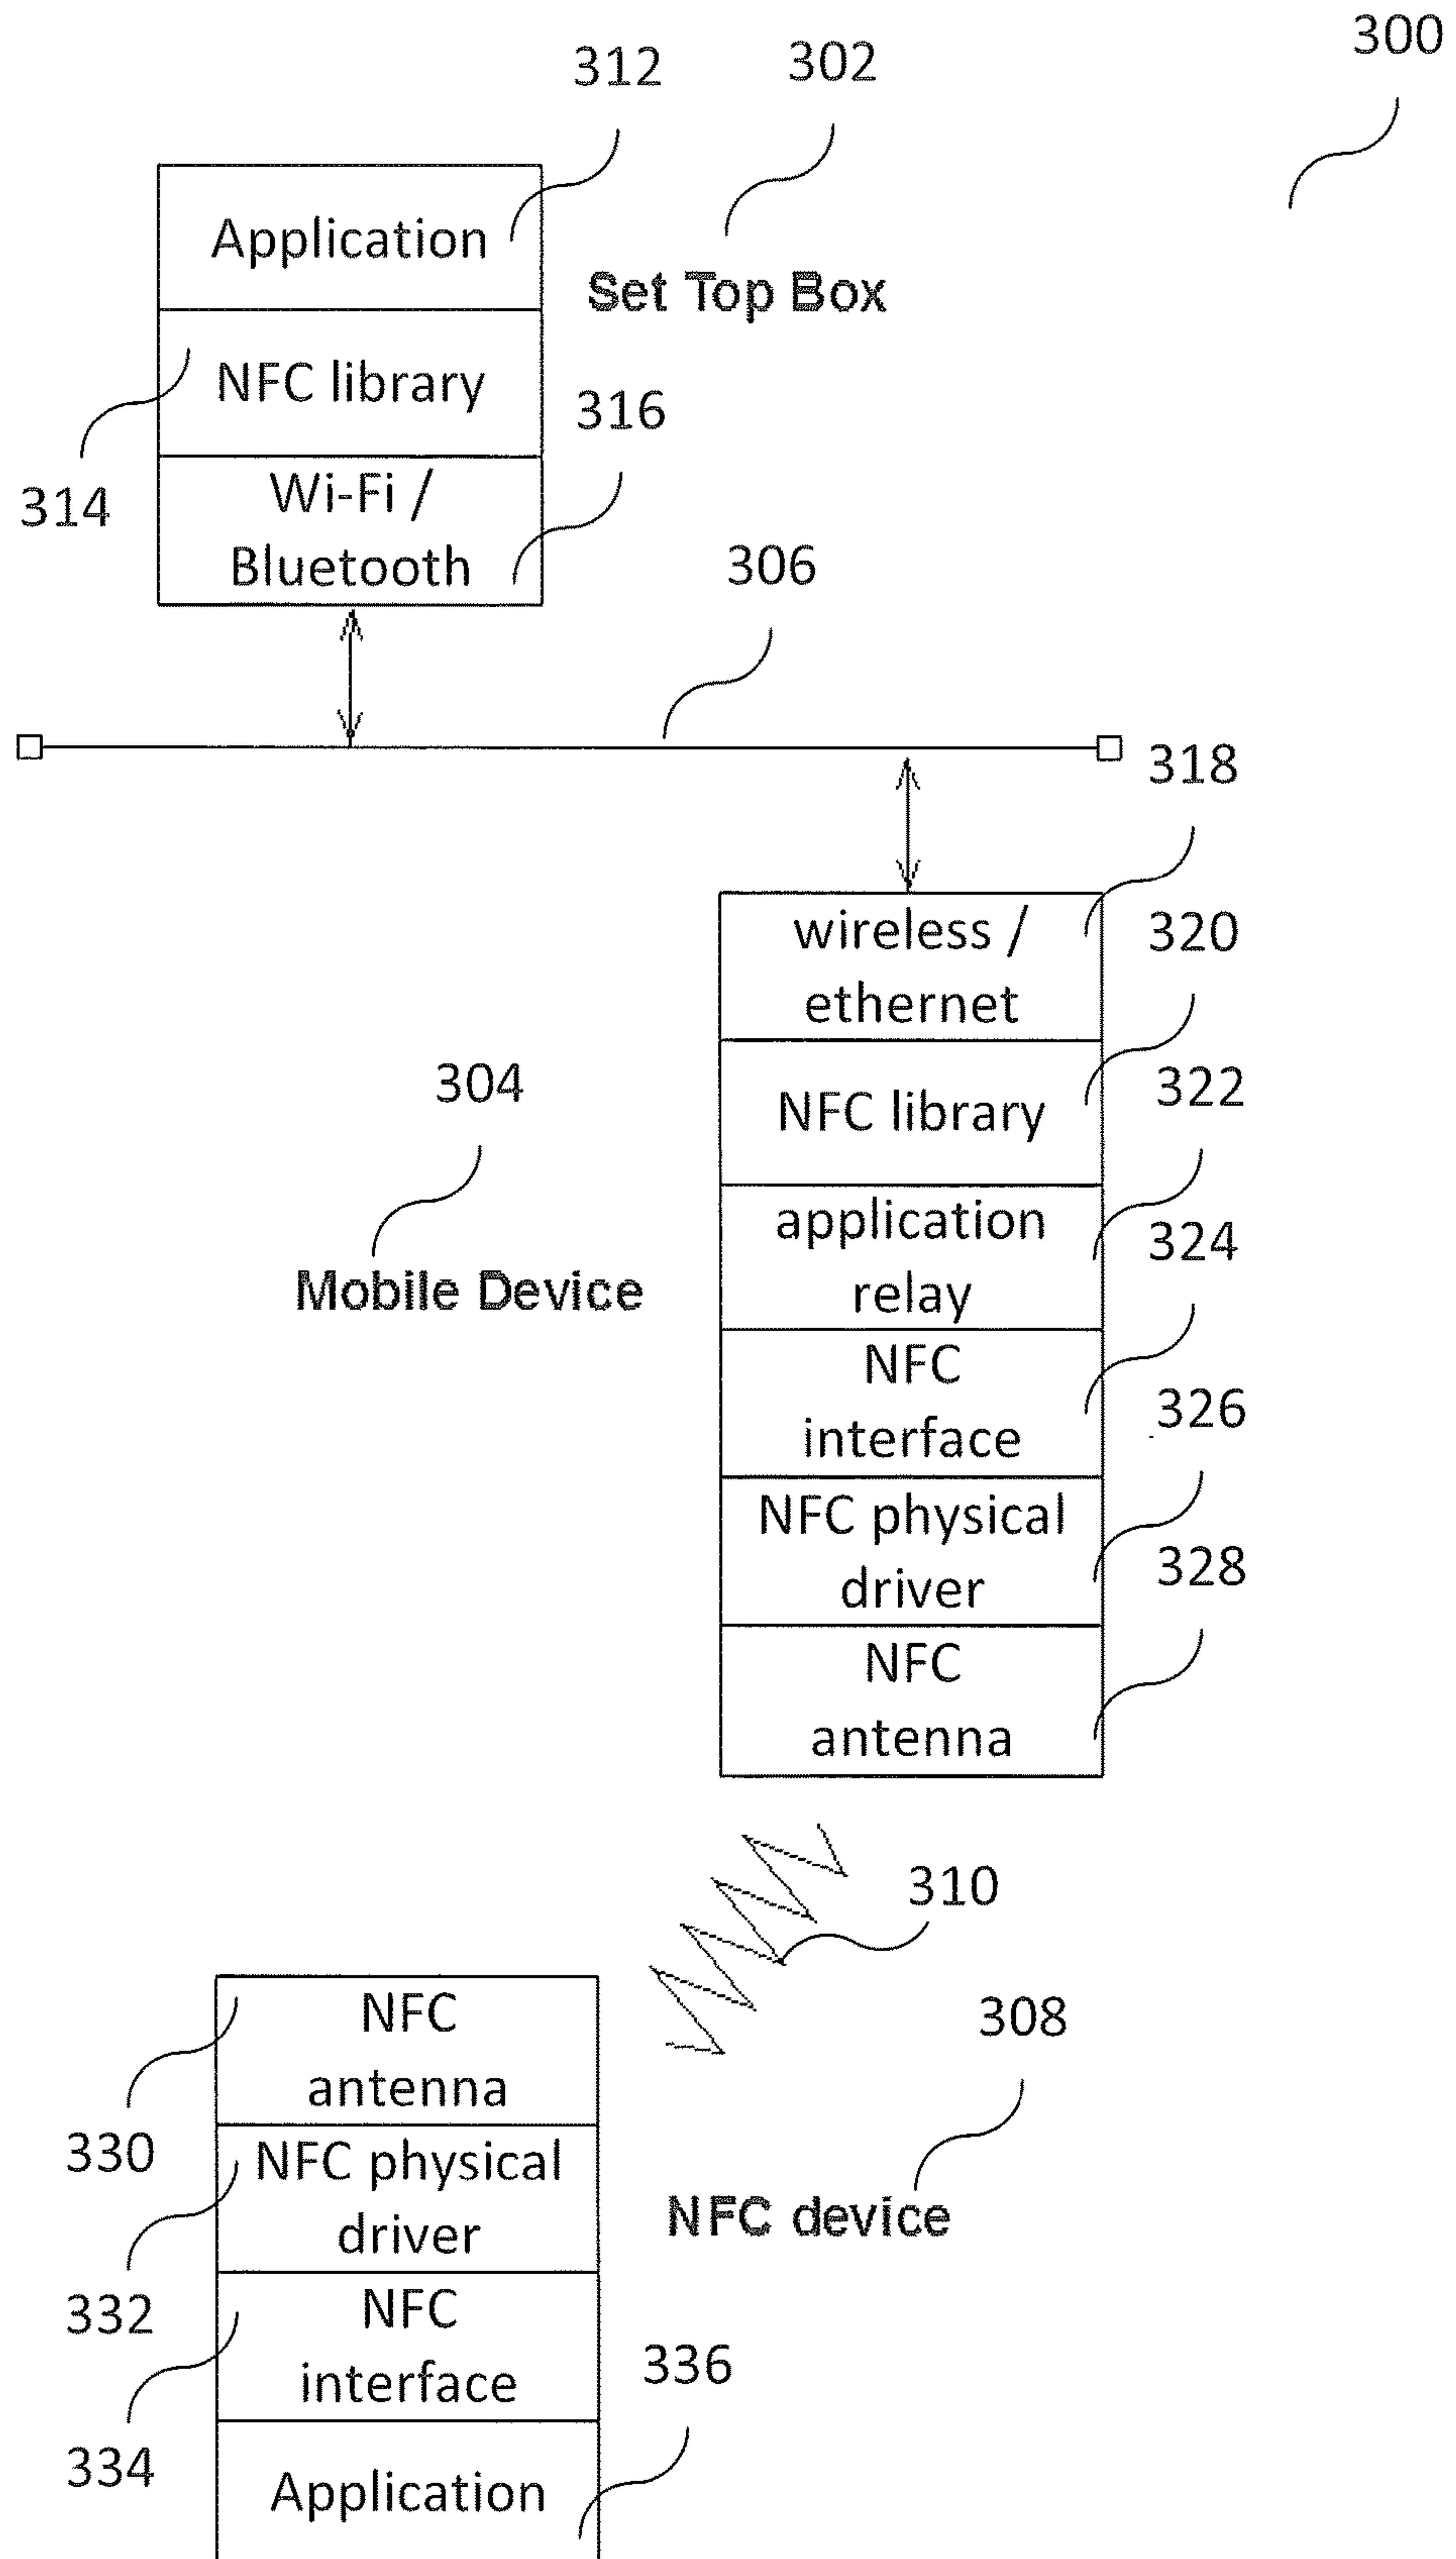 300
312
302
Application
Set Top Box
NFC library
316
314
Wi-Fi /
Bluetooth
306
318
wireless /
ethernet
320
304
NFC library
322
Mobile Device
application
relay
324
NFC
interface
326
NFC physical
driver
328
NFC
antenna
310
308
NFC
antenna
330
NFC physical
driver
NFC device
332
NFC
interface
336
334
Application